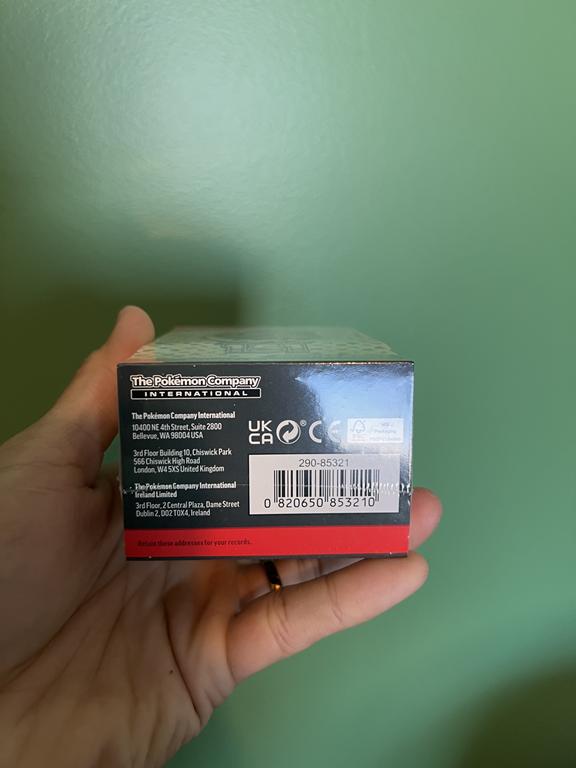 The Pokémon Company
INTERNATIONAL
The Pokémon Company International
10400 NE 4th Street, Suite 2800
Bellevue, WA 98004 USA
3rd Floor Building 10, Chiswick Park
566 Chiswick High Road
London, W4 5XS United Kingdom
The Pokémon Company International
Ireland Limited
3rd Floor, 2 Central Plaza, Dame Street
Dublin 2, D02 T0X4, Ireland
Retain these addresses for your records.
UK
CA
CE
FSC
290-85321
0 820650 853210